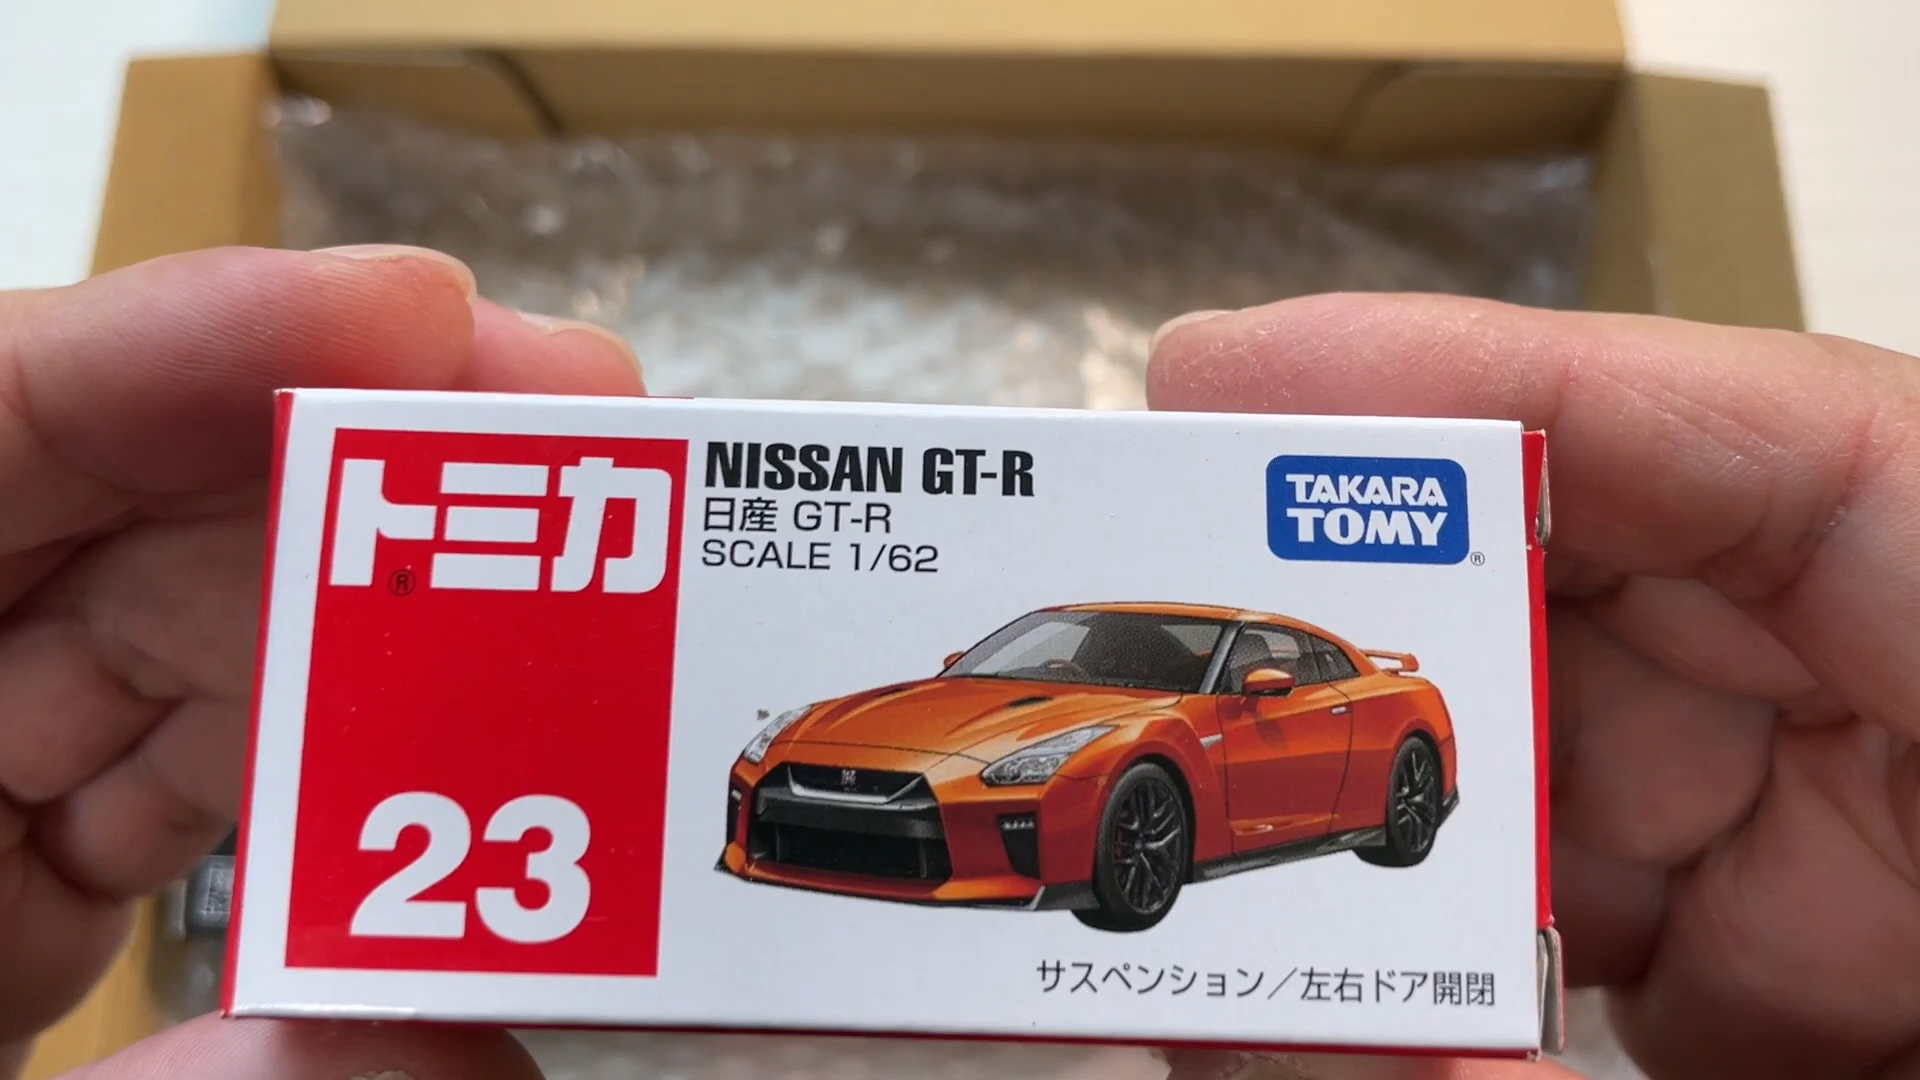 トミカ
®
23
NISSAN GT-R
日産 GT-R
SCALE 1/62
TAKARA
TOMY
®
サスペンション／左右ドア開閉